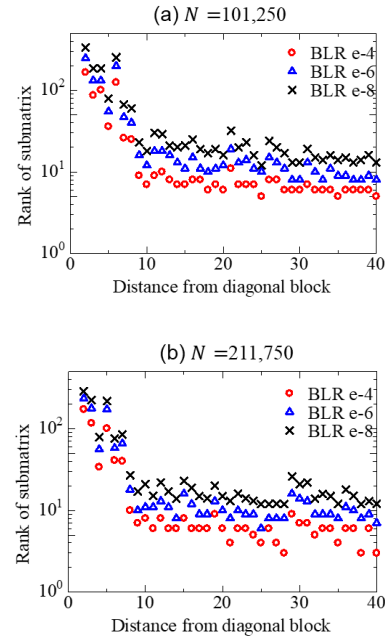 (a) N = 101,250
Rank of submatrix
10²
10¹
10⁰
BLR e-4
BLR e-6
BLR e-8
0 10 20 30 40
Distance from diagonal block
(b) N = 211,750
Rank of submatrix
10²
10¹
10⁰
BLR e-4
BLR e-6
BLR e-8
0 10 20 30 40
Distance from diagonal block